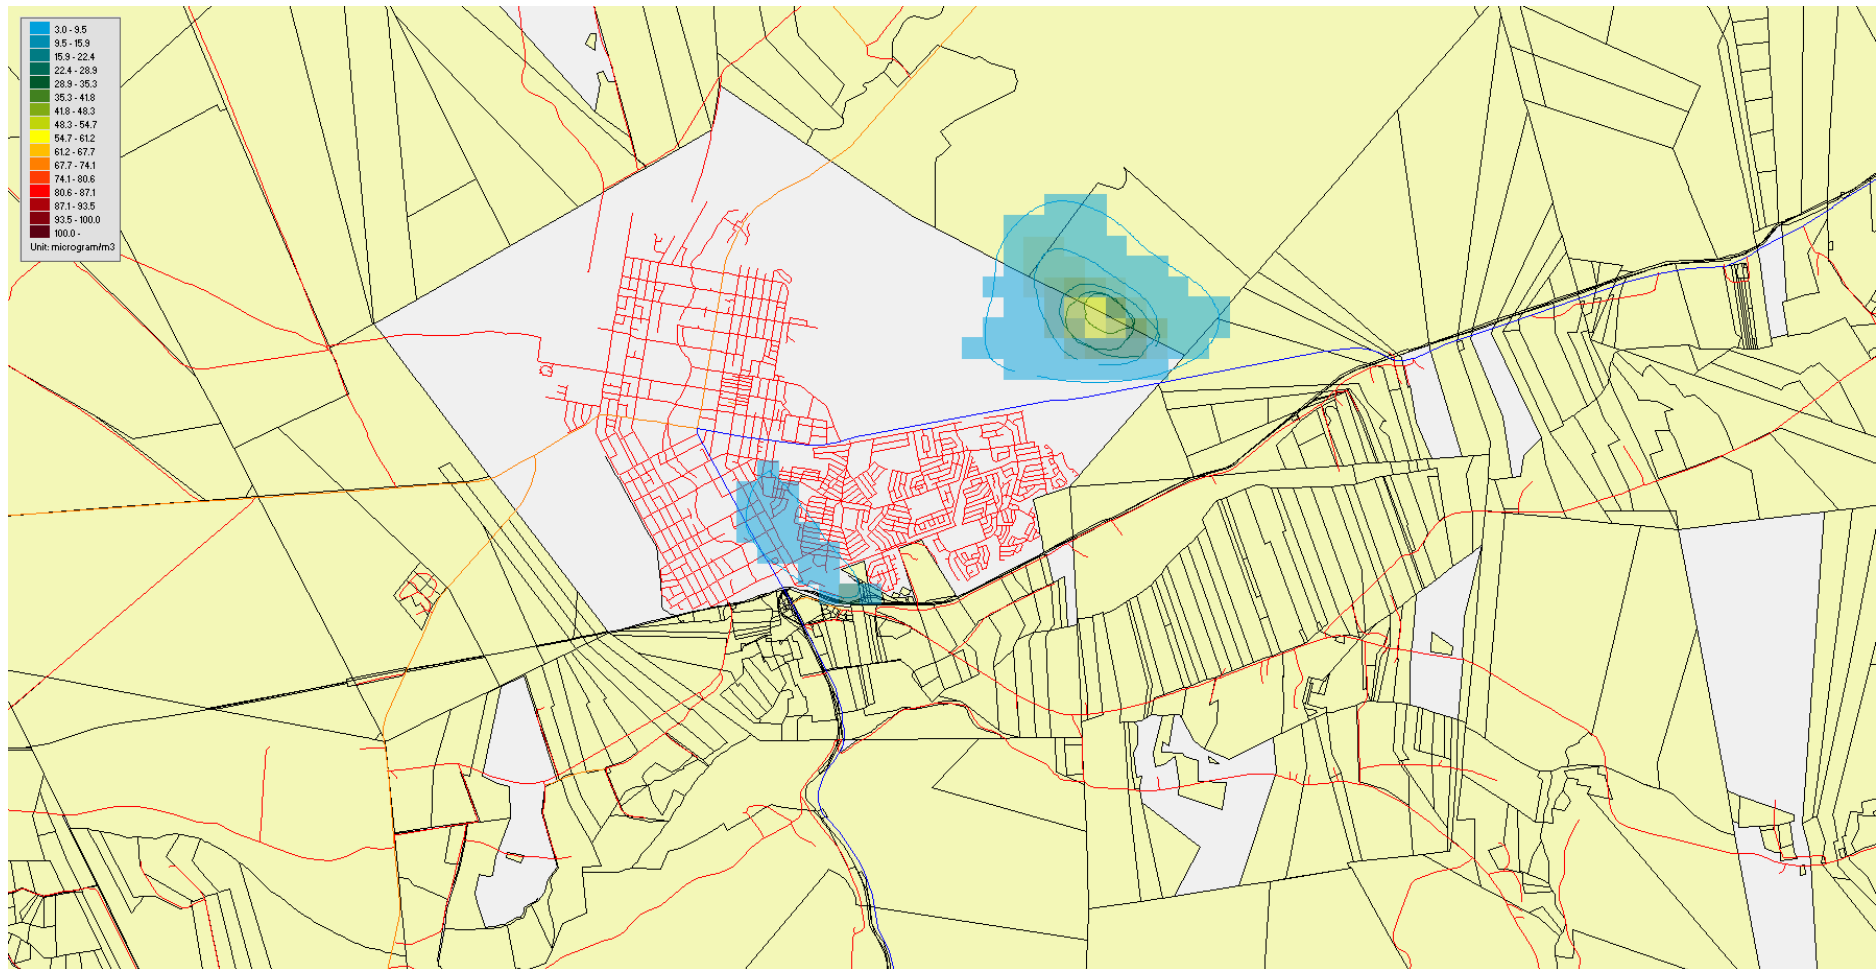 3.0 - 9.5
9.5 - 15.9
15.9 - 22.4
22.4 - 28.9
28.9 - 35.3
35.3 - 41.8
41.8 - 48.3
48.3 - 54.7
54.7 - 61.2
61.2 - 67.7
67.7 - 74.1
74.1 - 80.6
80.6 - 87.1
87.1 - 93.5
93.5 - 100.0
100.0 -
Unit: microgram/m3